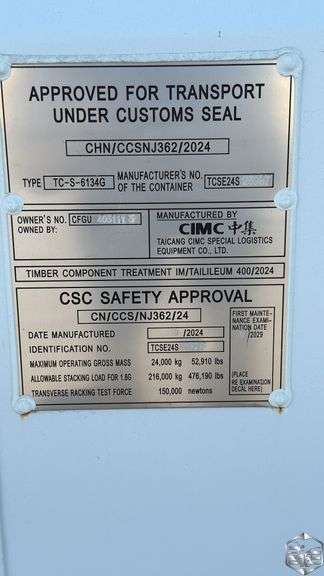 APPROVED FOR TRANSPORT
UNDER CUSTOMS SEAL
CHN/CCSNJ362/2024
TYPE TC-S-6134G MANUFACTURER'S NO. OF THE CONTAINER TCSE24S
OWNER'S NO. CFGU
OWNED BY:
MANUFACTURED BY
CIMC 中集
TAICANG CIMC SPECIAL LOGISTICS
EQUIPMENT CO., LTD.
TIMBER COMPONENT TREATMENT IM/TAILILEUM 400/2024
CSC SAFETY APPROVAL
CN/CCS/NJ362/24
DATE MANUFACTURED /2024
IDENTIFICATION NO. TCSE24S
MAXIMUM OPERATING GROSS MASS 24,000 kg 52,910 lbs
ALLOWABLE STACKING LOAD FOR 1.8G 216,000 kg 476,190 lbs
TRANSVERSE RACKING TEST FORCE 150,000 newtons
FIRST MAINTE-
NANCE EXAMI-
NATION DATE
/2029
(PLACE
RE EXAMINATION
DECAL HERE)